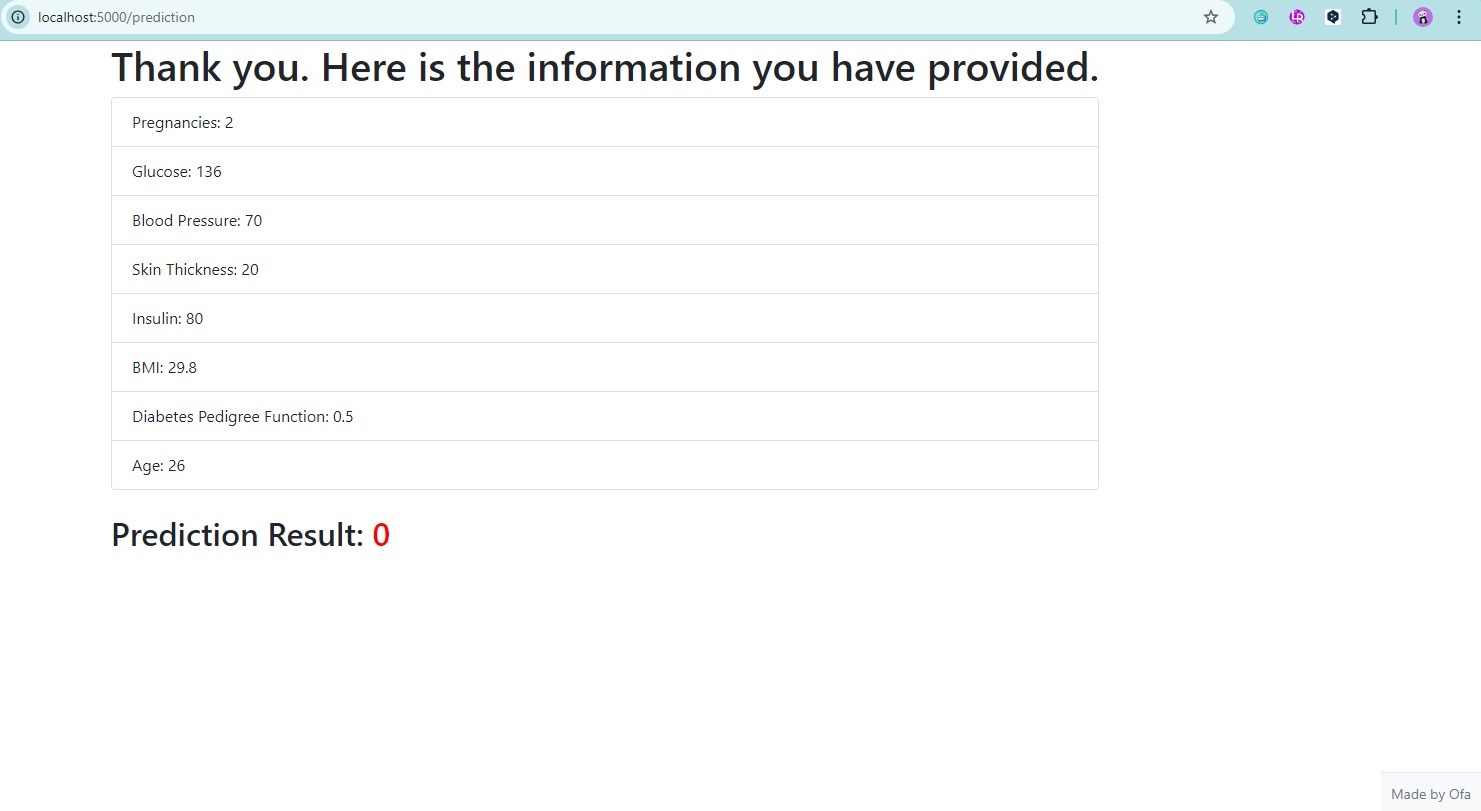 localhost:5000/prediction
Thank you. Here is the information you have provided.
Pregnancies: 2
Glucose: 136
Blood Pressure: 70
Skin Thickness: 20
Insulin: 80
BMI: 29.8
Diabetes Pedigree Function: 0.5
Age: 26
Prediction Result: 0
Made by Ofa